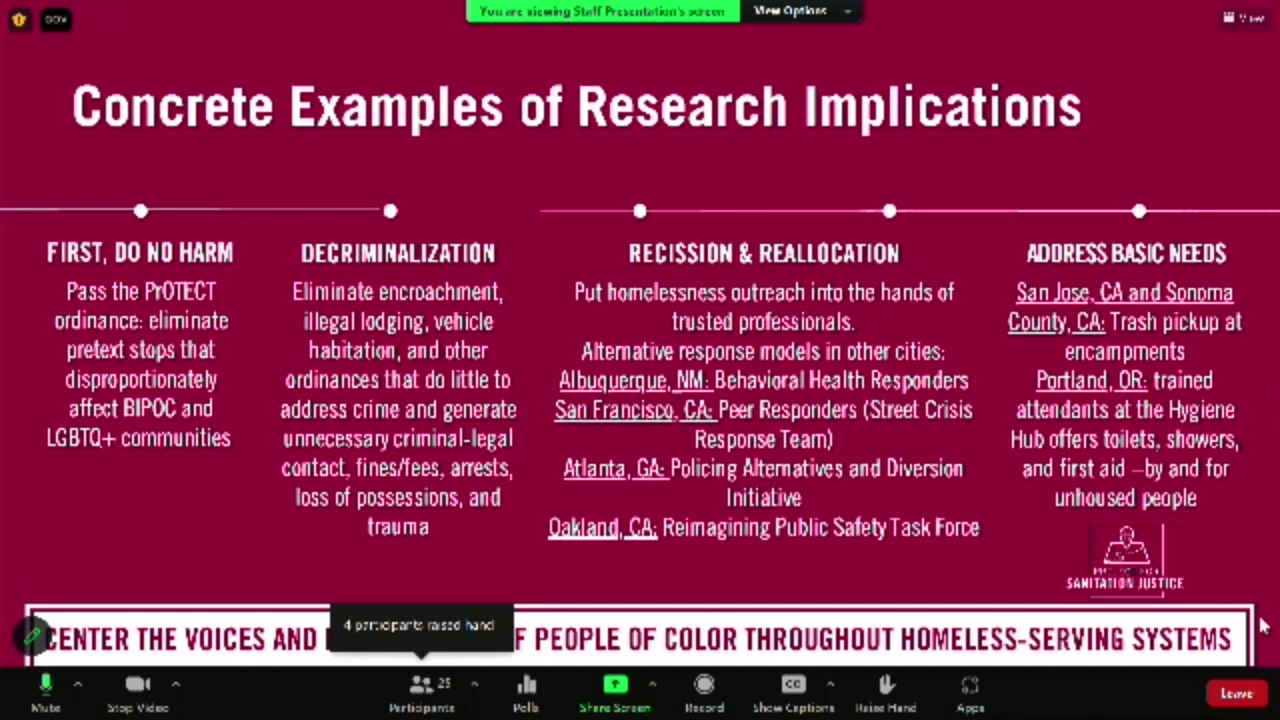 You are viewing Staff Presentation's screen
View Options
GOV
View
Concrete Examples of Research Implications
FIRST, DO NO HARM
Pass the PrOTECT
ordinance: eliminate
pretext stops that
disproportionately
affect BIPOC and
LGBTQ+ communities
DECRIMINALIZATION
Eliminate encroachment,
illegal lodging, vehicle
habitation, and other
ordinances that do little to
address crime and generate
unnecessary criminal-legal
contact, fines/fees, arrests,
loss of possessions, and
trauma
RECISSION & REALLOCATION
Put homelessness outreach into the hands of
trusted professionals.
Alternative response models in other cities:
Albuquerque, NM: Behavioral Health Responders
San Francisco, CA: Peer Responders (Street Crisis
Response Team)
Atlanta, GA: Policing Alternatives and Diversion
Initiative
Oakland, CA: Reimagining Public Safety Task Force
ADDRESS BASIC NEEDS
San Jose, CA and Sonoma
County, CA: Trash pickup at
encampments
Portland, OR: trained
attendants at the Hygiene
Hub offers toilets, showers,
and first aid –by and for
unhoused people
SANITATION JUSTICE
4 participants raised hand
CENTER THE VOICES AND F PEOPLE OF COLOR THROUGHOUT HOMELESS-SERVING SYSTEMS
Mute
Stop Video
25
Participants
Polls
Share Screen
Record
CC
Show Captions
Raise Hand
Apps
Leave